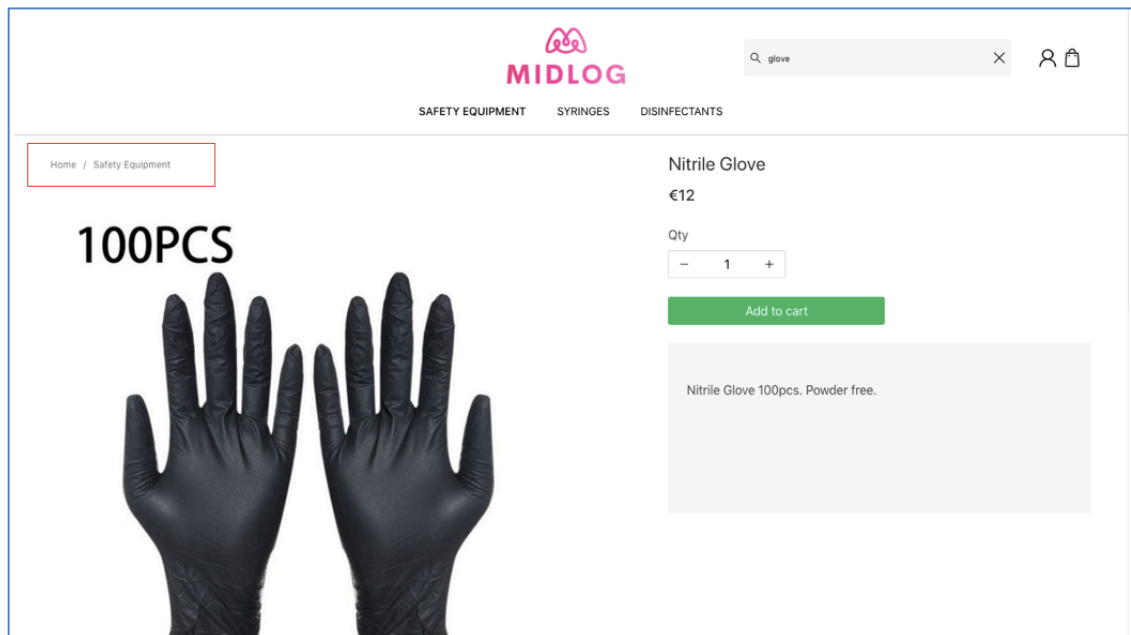 MIDLOG
glove
SAFETY EQUIPMENT SYRINGES DISINFECTANTS
Home / Safety Equipment
100PCS
Nitrile Glove
€12
Qty
− 1 +
Add to cart
Nitrile Glove 100pcs. Powder free.